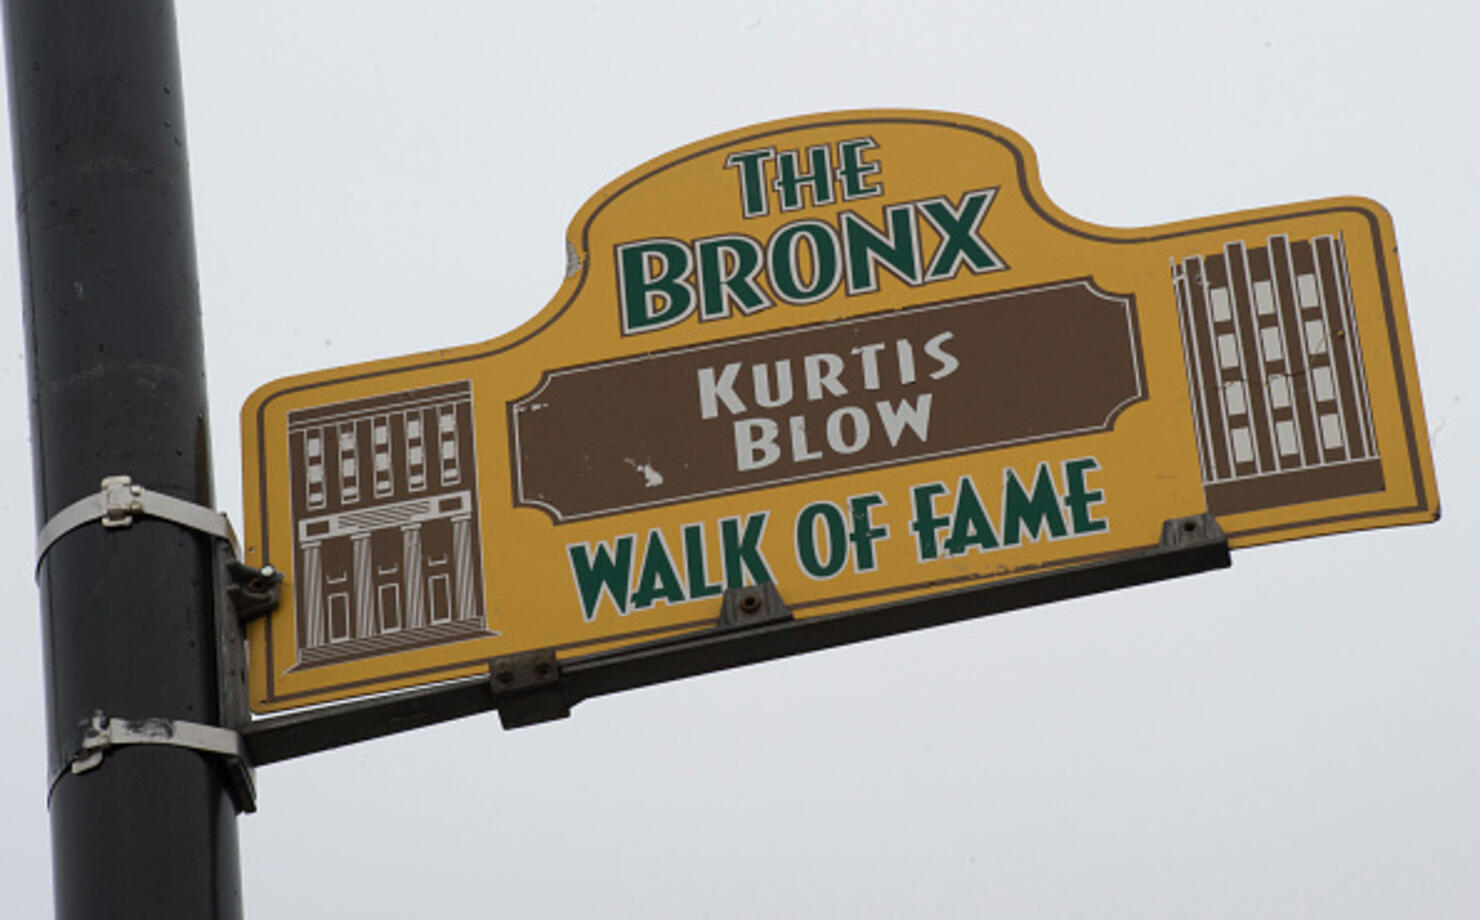 THE
BRONX
KURTIS
BLOW
WALK OF FAME